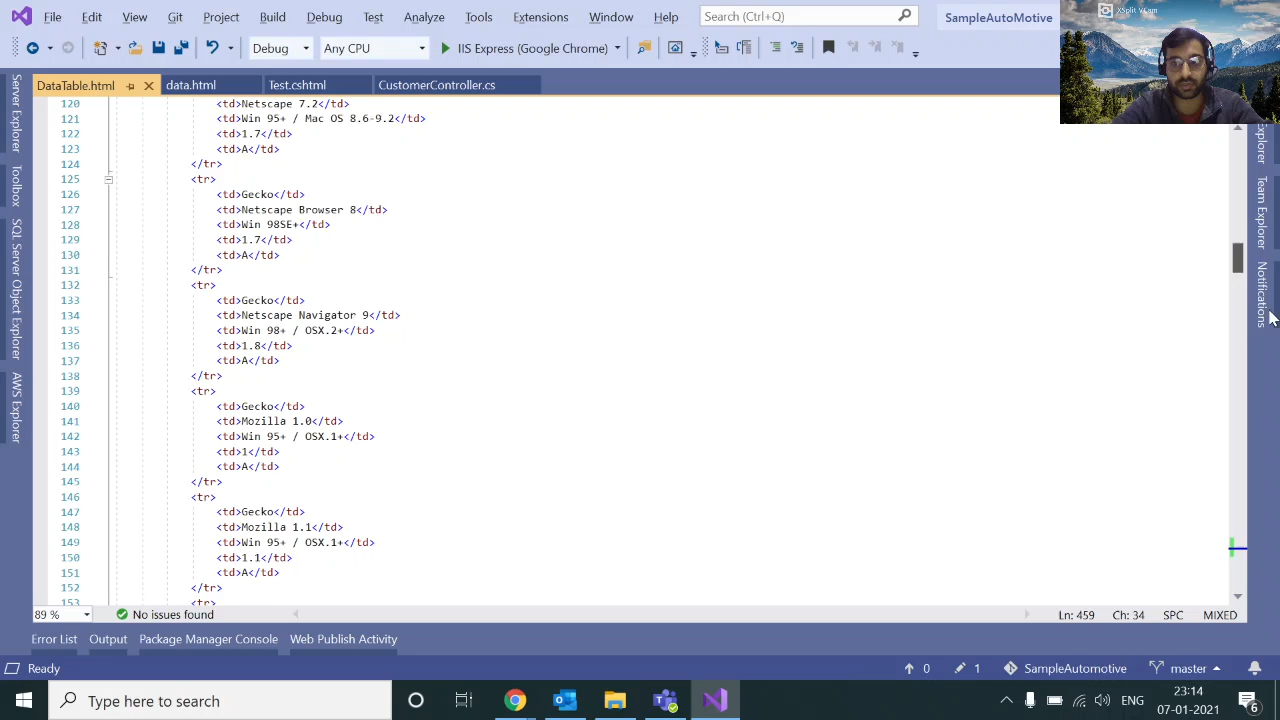 File Edit View Git Project Build Debug Test Analyze Tools Extensions Window Help Search (Ctrl+Q) SampleAutoMotive
XSplit VCam
Debug Any CPU IIS Express (Google Chrome)
DataTable.html data.html Test.cshtml CustomerController.cs
Server Explorer
Toolbox
SQL Server Object Explorer
AWS Explorer
120 <td>Netscape 7.2</td>
121 <td>Win 95+ / Mac OS 8.6-9.2</td>
122 <td>1.7</td>
123 <td>A</td>
124 </tr>
125 <tr>
126 <td>Gecko</td>
127 <td>Netscape Browser 8</td>
128 <td>Win 98SE+</td>
129 <td>1.7</td>
130 <td>A</td>
131 </tr>
132 <tr>
133 <td>Gecko</td>
134 <td>Netscape Navigator 9</td>
135 <td>Win 98+ / OSX.2+</td>
136 <td>1.8</td>
137 <td>A</td>
138 </tr>
139 <tr>
140 <td>Gecko</td>
141 <td>Mozilla 1.0</td>
142 <td>Win 95+ / OSX.1+</td>
143 <td>1</td>
144 <td>A</td>
145 </tr>
146 <tr>
147 <td>Gecko</td>
148 <td>Mozilla 1.1</td>
149 <td>Win 95+ / OSX.1+</td>
150 <td>1.1</td>
151 <td>A</td>
152 </tr>
153 <tr>
Explorer
Team Explorer
Notifications
89 % No issues found Ln: 459 Ch: 34 SPC MIXED
Error List Output Package Manager Console Web Publish Activity
Ready 0 1 SampleAutomotive master
Type here to search ENG 23:14
07-01-2021 6